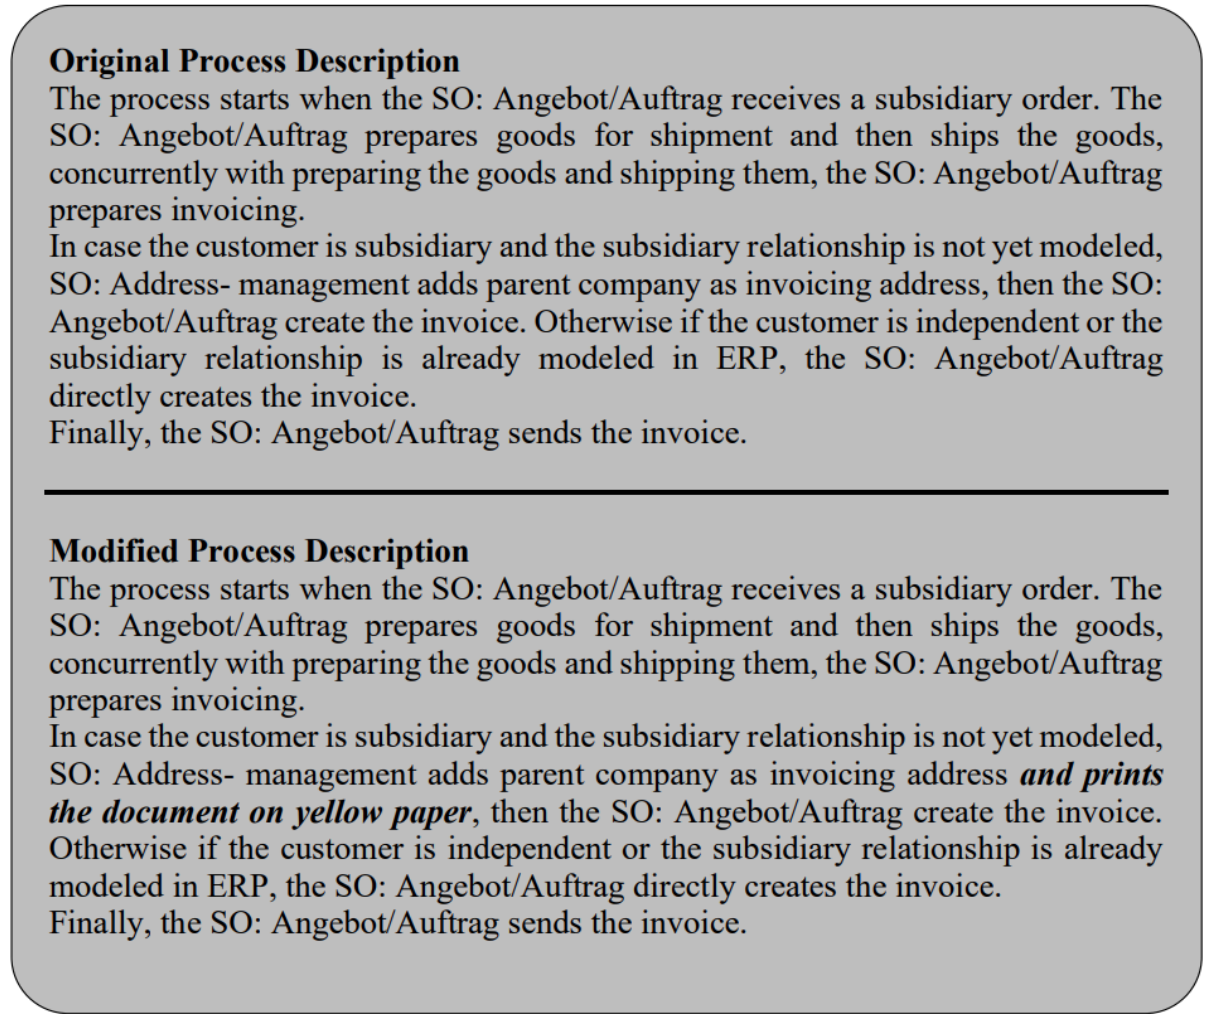 Original Process Description
The process starts when the SO: Angebot/Auftrag receives a subsidiary order. The
SO: Angebot/Auftrag prepares goods for shipment and then ships the goods,
concurrently with preparing the goods and shipping them, the SO: Angebot/Auftrag
prepares invoicing.
In case the customer is subsidiary and the subsidiary relationship is not yet modeled,
SO: Address- management adds parent company as invoicing address, then the SO:
Angebot/Auftrag create the invoice. Otherwise if the customer is independent or the
subsidiary relationship is already modeled in ERP, the SO: Angebot/Auftrag
directly creates the invoice.
Finally, the SO: Angebot/Auftrag sends the invoice.
Modified Process Description
The process starts when the SO: Angebot/Auftrag receives a subsidiary order. The
SO: Angebot/Auftrag prepares goods for shipment and then ships the goods,
concurrently with preparing the goods and shipping them, the SO: Angebot/Auftrag
prepares invoicing.
In case the customer is subsidiary and the subsidiary relationship is not yet modeled,
SO: Address- management adds parent company as invoicing address and prints
the document on yellow paper, then the SO: Angebot/Auftrag create the invoice.
Otherwise if the customer is independent or the subsidiary relationship is already
modeled in ERP, the SO: Angebot/Auftrag directly creates the invoice.
Finally, the SO: Angebot/Auftrag sends the invoice.